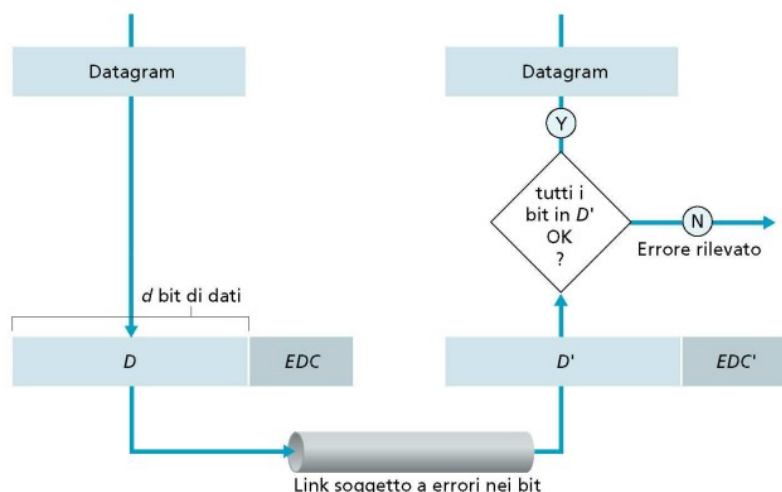 Datagram
Datagram
Y
tutti i
bit in D'
OK
?
N
Errore rilevato
d bit di dati
D
EDC
D'
EDC'
Link soggetto a errori nei bit